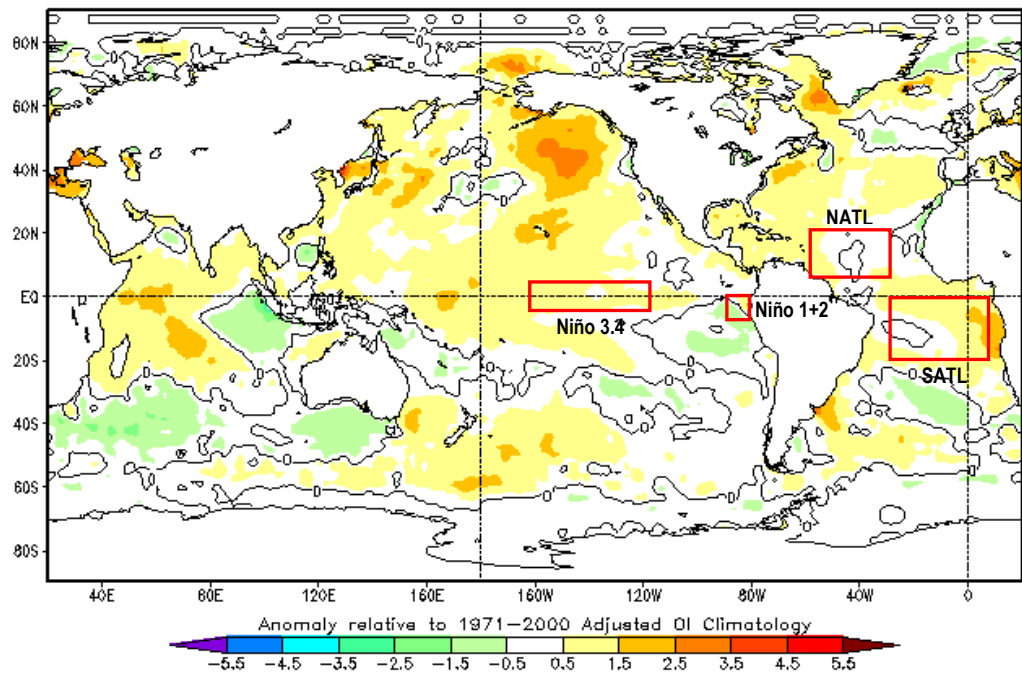 80N
60N
40N
20N
EQ
20S
40S
60S
80S
NATL
Niño 3.4
Niño 1+2
SATL
0
40E 80E 120E 160E 160W 120W 80W 40W 0
Anomaly relative to 1971-2000 Adjusted OI Climatology
-5.5 -4.5 -3.5 -2.5 -1.5 -0.5 0.5 1.5 2.5 3.5 4.5 5.5